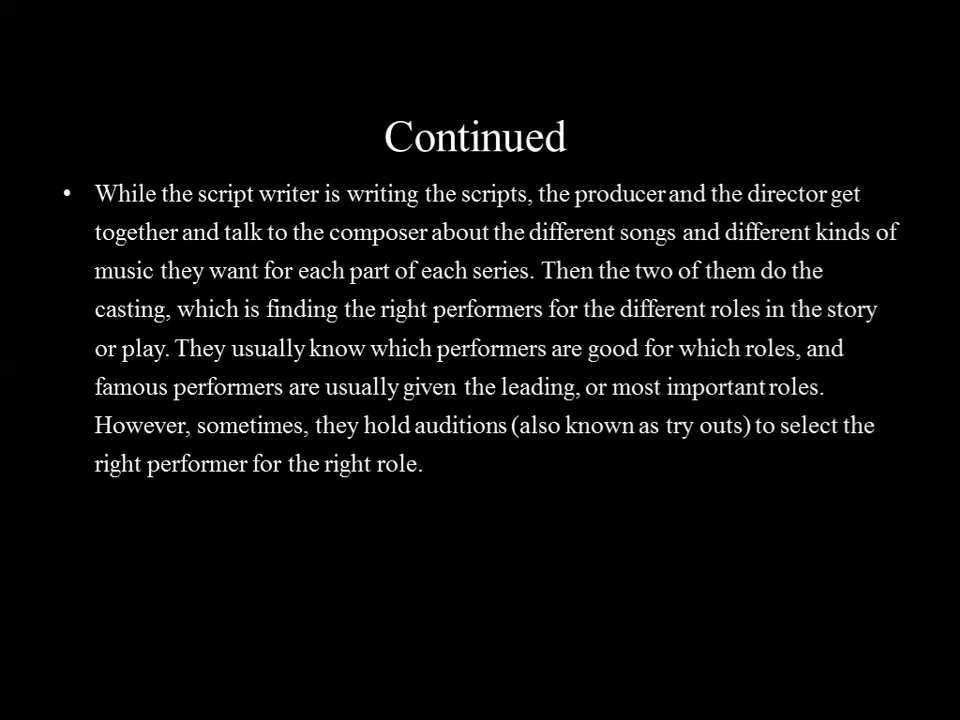 Continued
• While the script writer is writing the scripts, the producer and the director get
together and talk to the composer about the different songs and different kinds of
music they want for each part of each series. Then the two of them do the
casting, which is finding the right performers for the different roles in the story
or play. They usually know which performers are good for which roles, and
famous performers are usually given the leading, or most important roles.
However, sometimes, they hold auditions (also known as try outs) to select the
right performer for the right role.